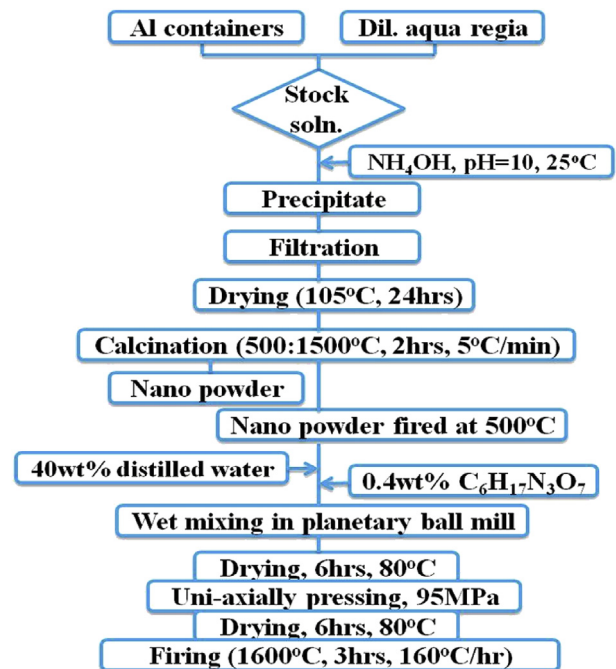 Al containers
Dil. aqua regia
Stock
soln.
NH₄OH, pH=10, 25°C
Precipitate
Filtration
Drying (105°C, 24hrs)
Calcination (500:1500°C, 2hrs, 5°C/min)
Nano powder
Nano powder fired at 500°C
40wt% distilled water
0.4wt% C₆H₁₇N₃O₇
Wet mixing in planetary ball mill
Drying, 6hrs, 80°C
Uni-axially pressing, 95MPa
Drying, 6hrs, 80°C
Firing (1600°C, 3hrs, 160°C/hr)